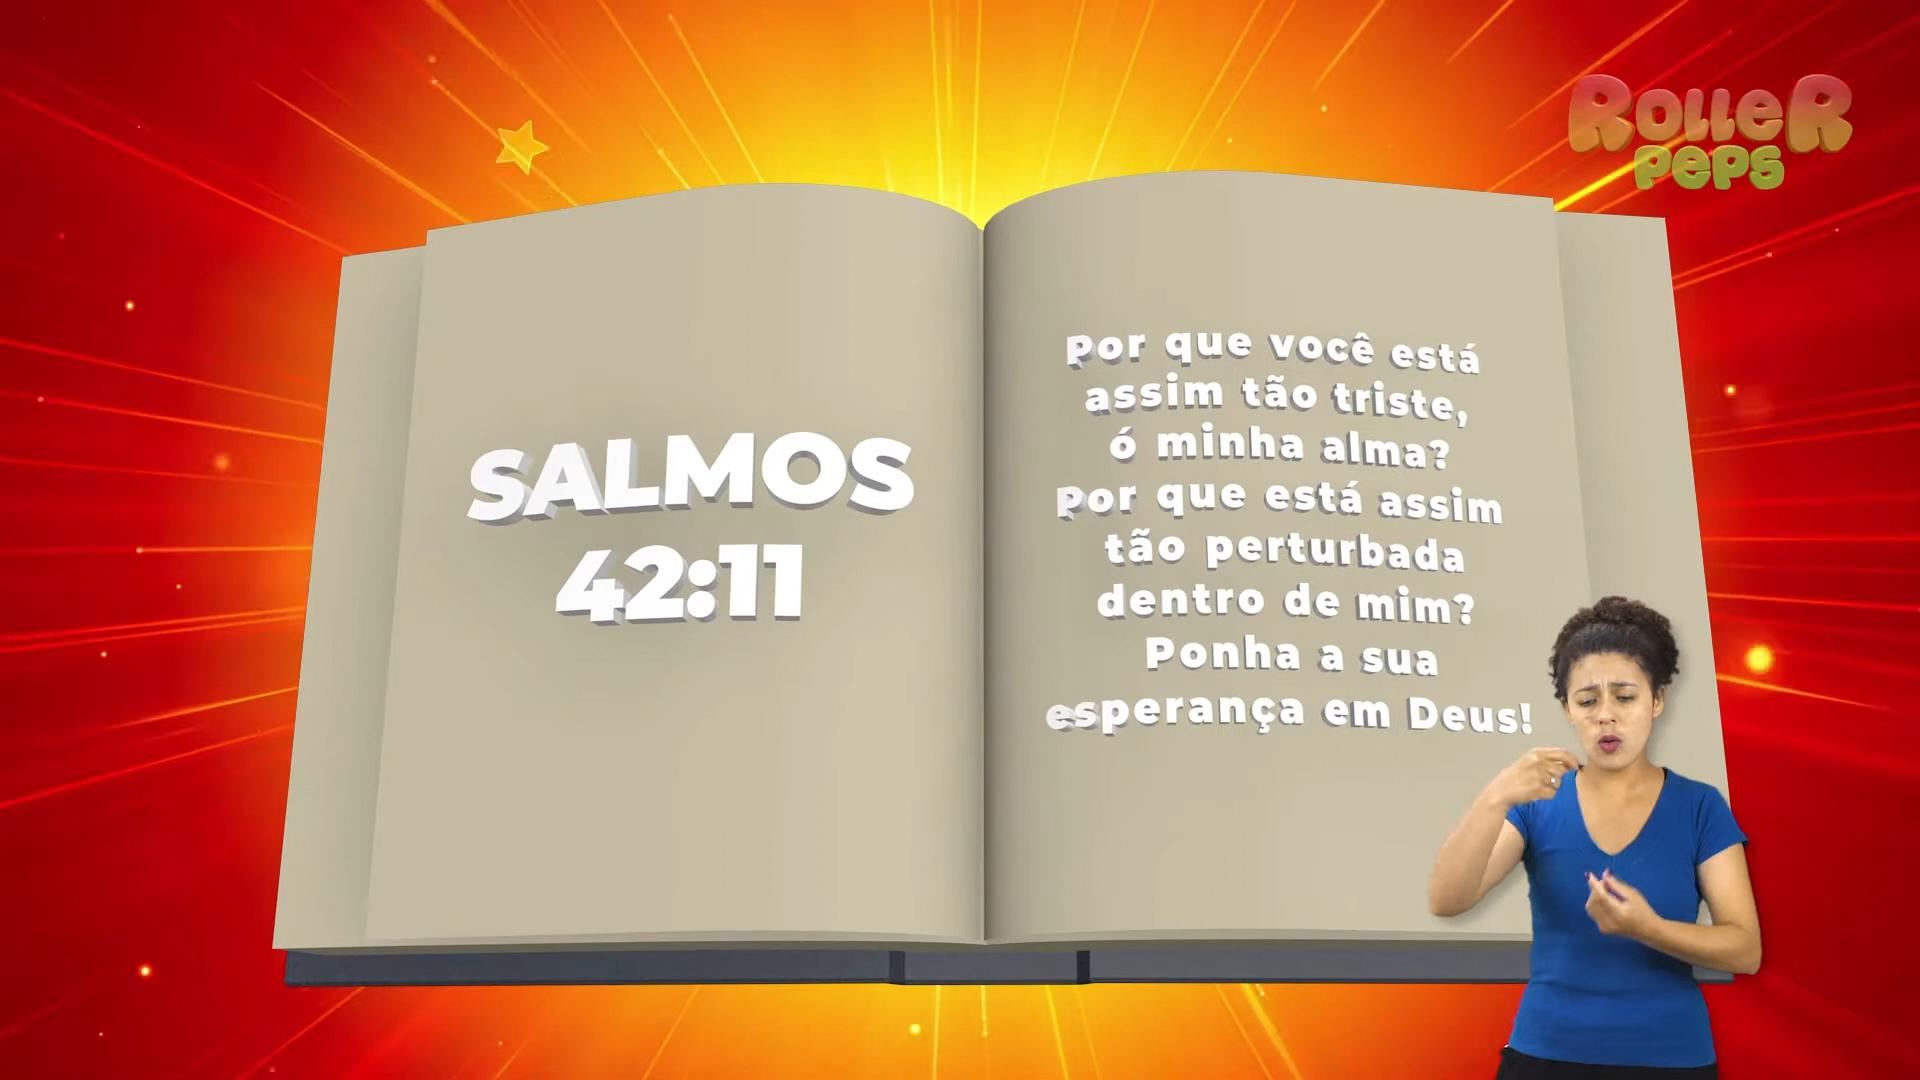 ROLLER
PEPS
SALMOS
42:11
Por que você está
assim tão triste,
ó minha alma?
Por que está assim
tão perturbada
dentro de mim?
Ponha a sua
esperança em Deus!